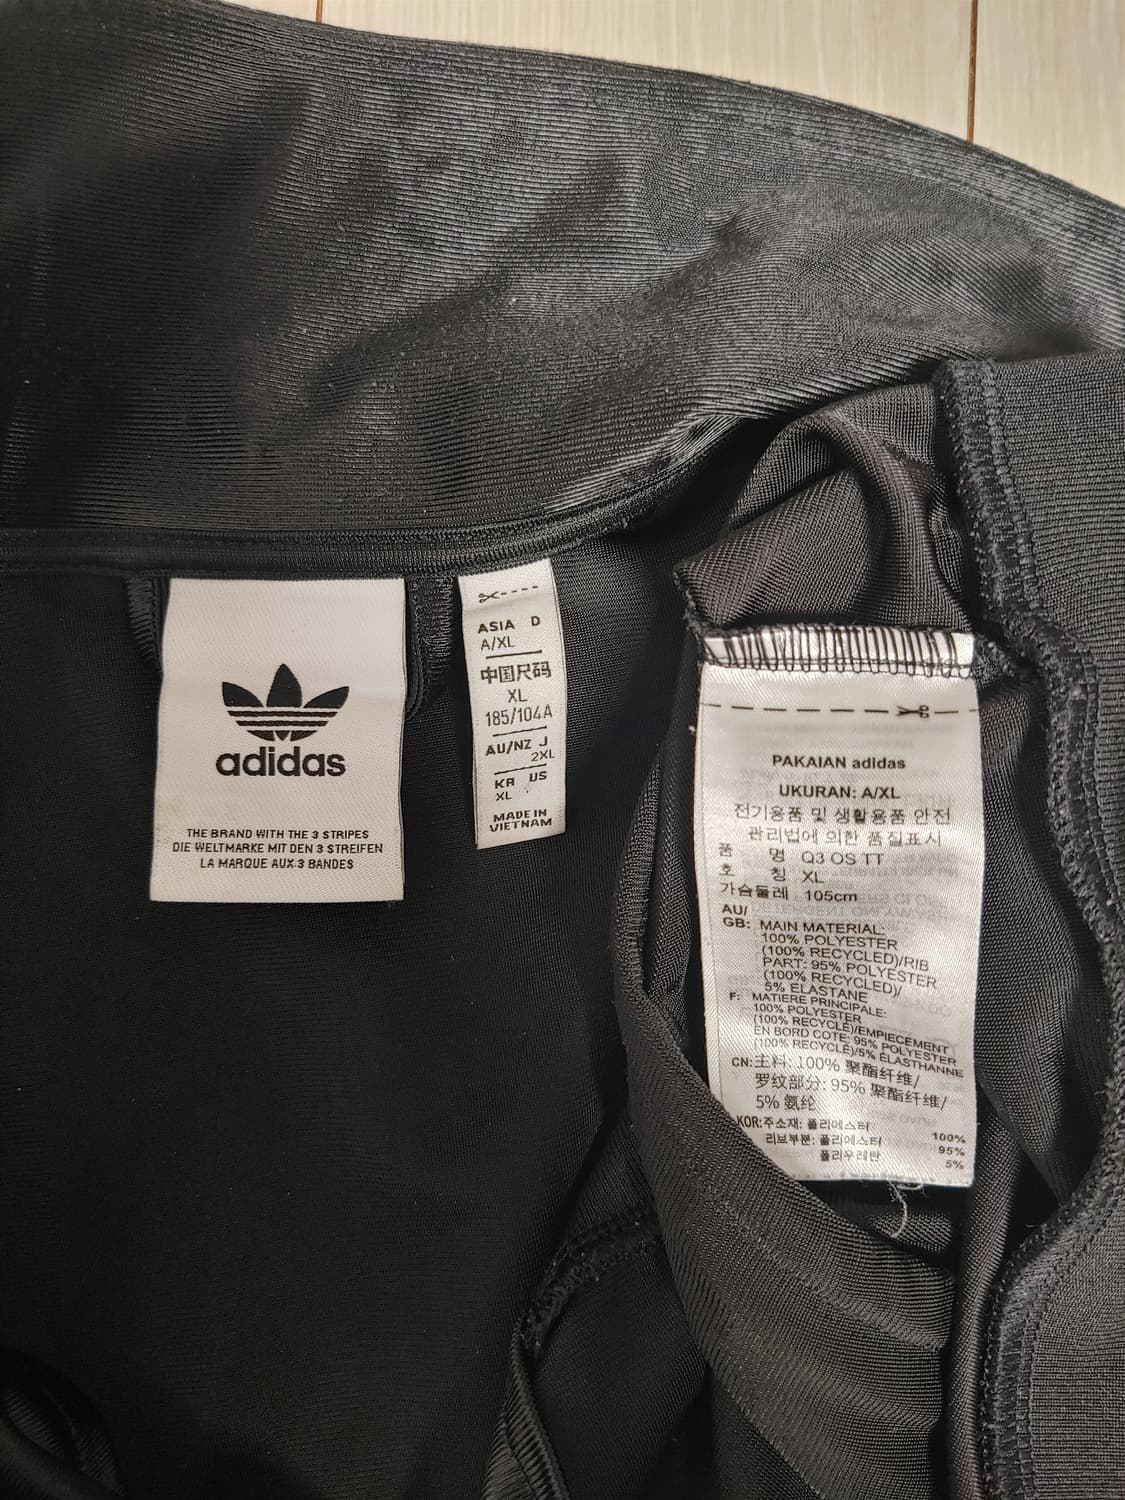 adidas
THE BRAND WITH THE 3 STRIPES
DIE WELTMARKE MIT DEN 3 STREIFEN
LA MARQUE AUX 3 BANDES
ASIA D
A/XL
中国尺码
XL
185/104A
AU/NZ J
2XL
KR US
XL
MADE IN
VIETNAM
PAKAIAN adidas
UKURAN: A/XL
전기용품 및 생활용품 안전
관리법에 의한 품질표시
품 명 Q3 OS TT
호 칭 XL
가슴둘레 105cm
AU/
GB: MAIN MATERIAL:
100% POLYESTER
(100% RECYCLED)/RIB
PART: 95% POLYESTER
(100% RECYCLED)/
5% ELASTANE
F: MATIERE PRINCIPALE:
100% POLYESTER
(100% RECYCLÉ)/EMPIECEMENT
EN BORD COTE: 95% POLYESTER
(100% RECYCLÉ)/5% ELASTHANNE
CN: 主料: 100% 聚酯纤维/
罗纹部分: 95% 聚酯纤维/
5% 氨纶
KOR: 주소재: 폴리에스터 100%
리브부분: 폴리에스터 95%
폴리우레탄 5%